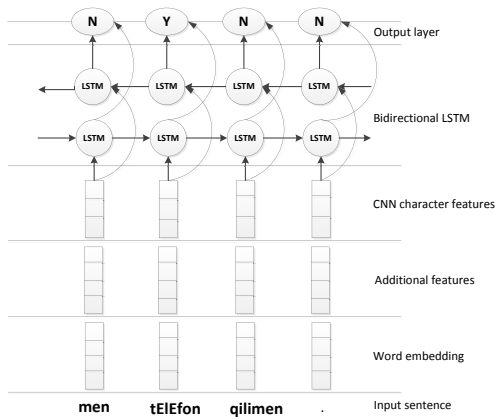 N Y N N
Output layer
LSTM LSTM LSTM LSTM
Bidirectional LSTM
LSTM LSTM LSTM LSTM
CNN character features
Additional features
Word embedding
men tElEfon qilimen . Input sentence